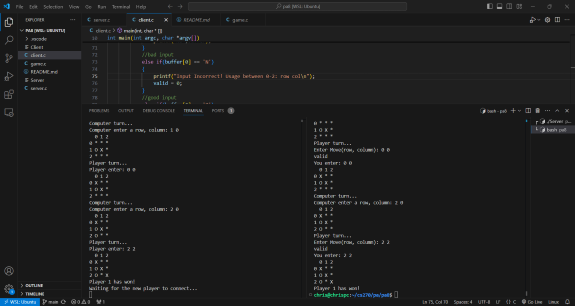 File Edit Selection View Go Run Terminal Help
pa8 [WSL: Ubuntu]
EXPLORER
PA8 [WSL: UBUNTU]
.vscode
Client
client.c
game.c
README.md
Server
server.c
OUTLINE
TIMELINE
server.c
client.c
README.md
game.c
client.c > main(int, char * [])
int main(int argc, char *argv[])
71 }
72 //bad input
73 else if(buffer[0] == 'N')
74 {
75 printf("Input Incorrect! Usage between 0-2: row col\n");
76 valid = 0;
77 }
78 //good input
PROBLEMS OUTPUT DEBUG CONSOLE TERMINAL PORTS
bash - pa8
Computer turn...
Computer enter a row, column: 1 0
0 1 2
0 * * *
1 O X *
2 * * *
Player turn...
Player enter: 0 0
0 1 2
0 X * *
1 O X *
2 * * *
Computer turn...
Computer enter a row, column: 2 0
0 1 2
0 X * *
1 O X *
2 O * *
Player turn...
Player enter: 2 2
0 1 2
0 X * *
1 O X *
2 O * X
Player 1 has won!
Waiting for the new player to connect...
0 * * *
1 O X *
2 * * *
Player turn...
Enter Move(row, column): 0 0
valid
You enter: 0 0
0 1 2
0 X * *
1 O X *
2 * * *
Computer turn...
Computer enter a row, column: 2 0
0 1 2
0 X * *
1 O X *
2 O * *
Player turn...
Enter Move(row, column): 2 2
valid
You enter: 2 2
0 1 2
0 X * *
1 O X *
2 O * X
Player 1 has won!
chris@chrispc:~/cs270/pa/pa8$
./Server p...
bash pa8
WSL: Ubuntu
main
Ln 75, Col 10
Spaces: 4
UTF-8
LF
C
Go Live
Linux